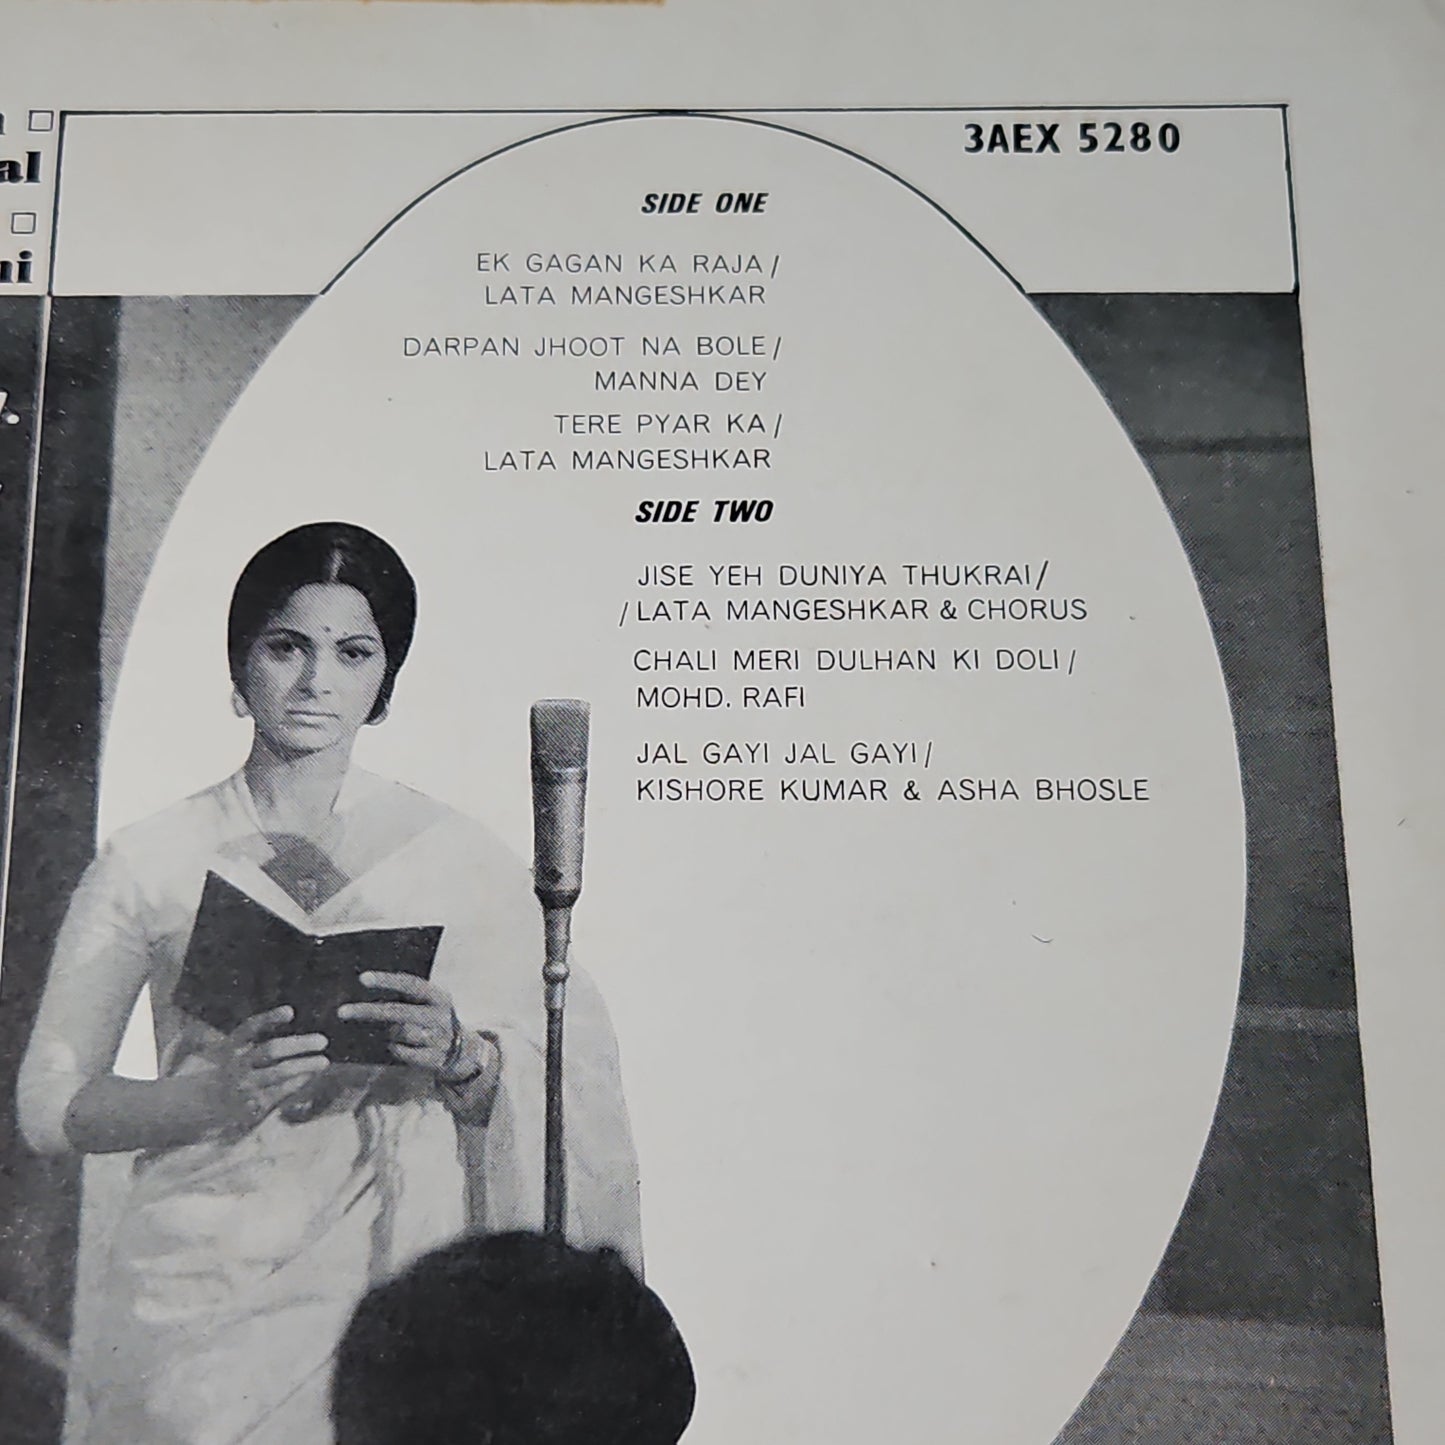 3AEX 5280
SIDE ONE
EK GAGAN KA RAJA /
LATA MANGESHKAR
DARPAN JHOOT NA BOLE /
MANNA DEY
TERE PYAR KA /
LATA MANGESHKAR
SIDE TWO
JISE YEH DUNIYA THUKRAI /
/ LATA MANGESHKAR & CHORUS
CHALI MERI DULHAN KI DOLI /
MOHD. RAFI
JAL GAYI JAL GAYI /
KISHORE KUMAR & ASHA BHOSLE